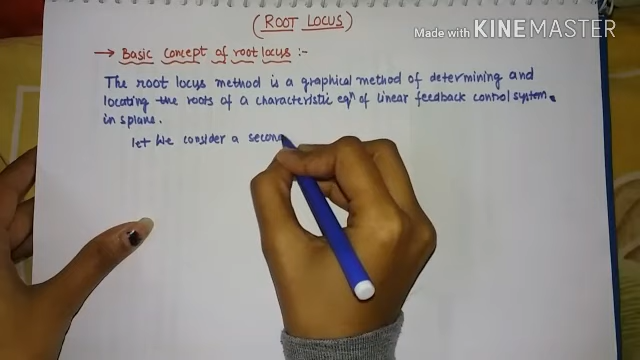 (ROOT LOCUS)
Made with KINEMASTER
→ Basic concept of root locus :-
The root locus method is a graphical method of determining and
locating the roots of a characteristic eqⁿ of linear feedback control system.
in s plane.
let we consider a secon